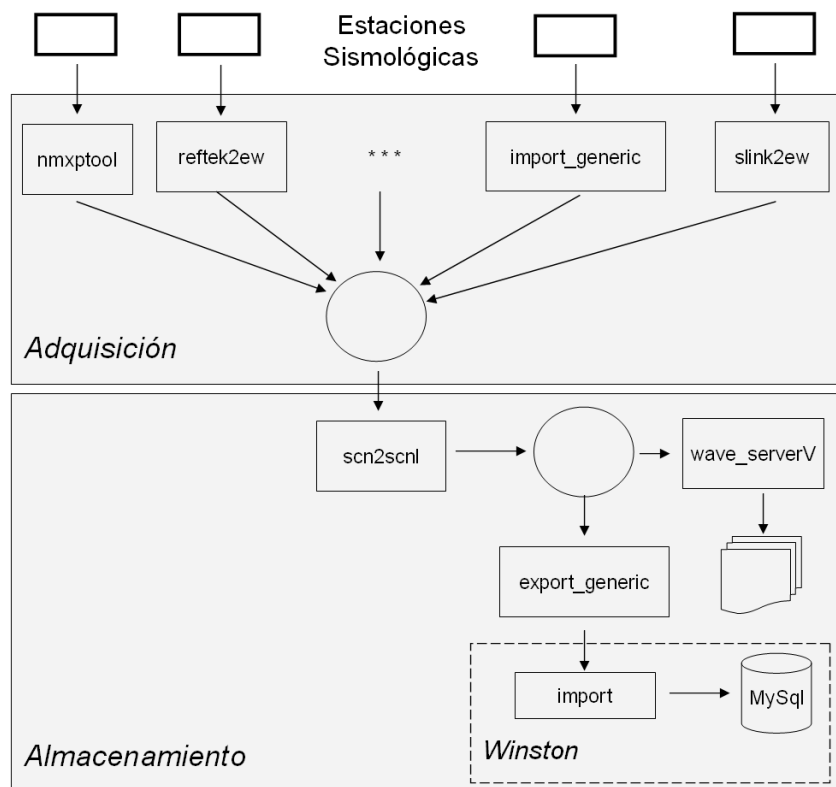 Estaciones
Sismológicas
nmxptool
reftek2ew
* * *
import_generic
slink2ew
Adquisición
scn2scnl
wave_serverV
export_generic
import
MySql
Almacenamiento
Winston